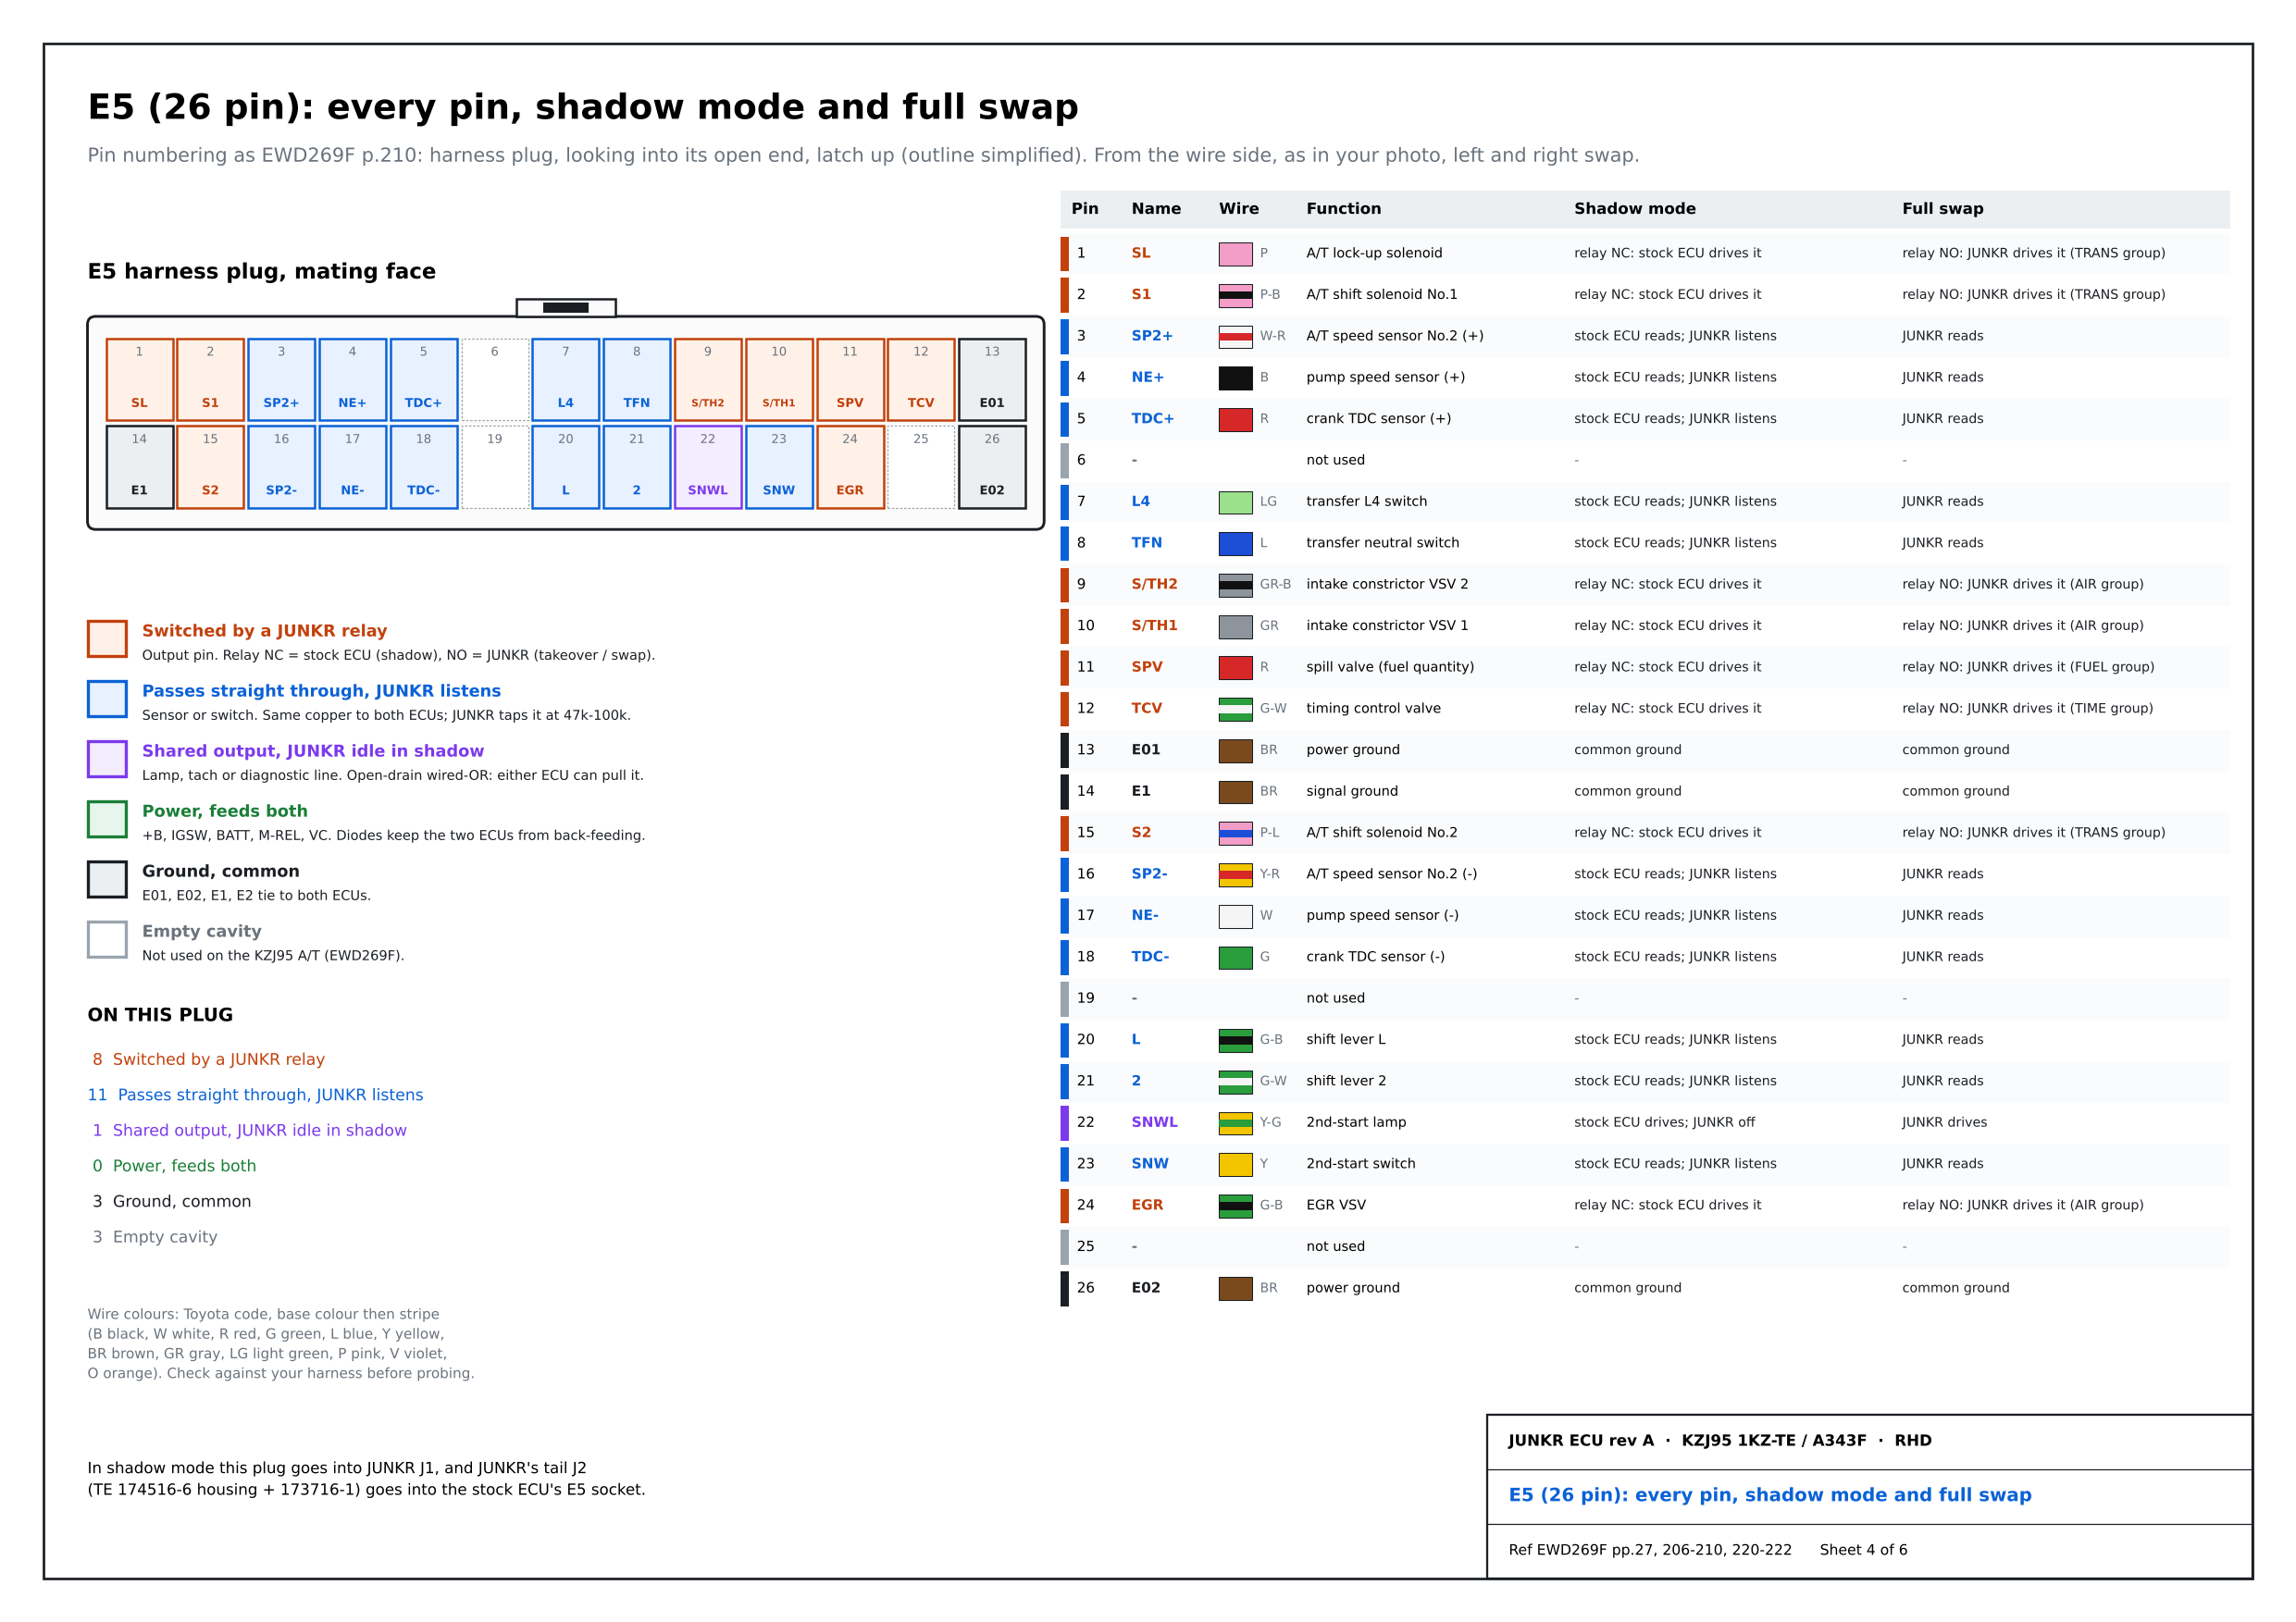 E5 (26 pin): every pin, shadow mode and full swap
Pin numbering as EWD269F p.210: harness plug, looking into its open end, latch up (outline simplified). From the wire side, as in your photo, left and right swap.
E5 harness plug, mating face
1 2 3 4 5 6 7 8 9 10 11 12 13
SL S1 SP2+ NE+ TDC+ L4 TFN S/TH2 S/TH1 SPV TCV E01
14 15 16 17 18 19 20 21 22 23 24 25 26
E1 S2 SP2- NE- TDC- L 2 SNWL SNW EGR E02
Switched by a JUNKR relay
Output pin. Relay NC = stock ECU (shadow), NO = JUNKR (takeover / swap).
Passes straight through, JUNKR listens
Sensor or switch. Same copper to both ECUs; JUNKR taps it at 47k-100k.
Shared output, JUNKR idle in shadow
Lamp, tach or diagnostic line. Open-drain wired-OR: either ECU can pull it.
Power, feeds both
+B, IGSW, BATT, M-REL, VC. Diodes keep the two ECUs from back-feeding.
Ground, common
E01, E02, E1, E2 tie to both ECUs.
Empty cavity
Not used on the KZJ95 A/T (EWD269F).
ON THIS PLUG
8 Switched by a JUNKR relay
11 Passes straight through, JUNKR listens
1 Shared output, JUNKR idle in shadow
0 Power, feeds both
3 Ground, common
3 Empty cavity
Wire colours: Toyota code, base colour then stripe
(B black, W white, R red, G green, L blue, Y yellow,
BR brown, GR gray, LG light green, P pink, V violet,
O orange). Check against your harness before probing.
In shadow mode this plug goes into JUNKR J1, and JUNKR's tail J2
(TE 174516-6 housing + 173716-1) goes into the stock ECU's E5 socket.
Pin Name Wire Function Shadow mode Full swap
1 SL P A/T lock-up solenoid relay NC: stock ECU drives it relay NO: JUNKR drives it (TRANS group)
2 S1 P-B A/T shift solenoid No.1 relay NC: stock ECU drives it relay NO: JUNKR drives it (TRANS group)
3 SP2+ W-R A/T speed sensor No.2 (+) stock ECU reads; JUNKR listens JUNKR reads
4 NE+ B pump speed sensor (+) stock ECU reads; JUNKR listens JUNKR reads
5 TDC+ R crank TDC sensor (+) stock ECU reads; JUNKR listens JUNKR reads
6 - not used - -
7 L4 LG transfer L4 switch stock ECU reads; JUNKR listens JUNKR reads
8 TFN L transfer neutral switch stock ECU reads; JUNKR listens JUNKR reads
9 S/TH2 GR-B intake constrictor VSV 2 relay NC: stock ECU drives it relay NO: JUNKR drives it (AIR group)
10 S/TH1 GR intake constrictor VSV 1 relay NC: stock ECU drives it relay NO: JUNKR drives it (AIR group)
11 SPV R spill valve (fuel quantity) relay NC: stock ECU drives it relay NO: JUNKR drives it (FUEL group)
12 TCV G-W timing control valve relay NC: stock ECU drives it relay NO: JUNKR drives it (TIME group)
13 E01 BR power ground common ground common ground
14 E1 BR signal ground common ground common ground
15 S2 P-L A/T shift solenoid No.2 relay NC: stock ECU drives it relay NO: JUNKR drives it (TRANS group)
16 SP2- Y-R A/T speed sensor No.2 (-) stock ECU reads; JUNKR listens JUNKR reads
17 NE- W pump speed sensor (-) stock ECU reads; JUNKR listens JUNKR reads
18 TDC- G crank TDC sensor (-) stock ECU reads; JUNKR listens JUNKR reads
19 - not used - -
20 L G-B shift lever L stock ECU reads; JUNKR listens JUNKR reads
21 2 G-W shift lever 2 stock ECU reads; JUNKR listens JUNKR reads
22 SNWL Y-G 2nd-start lamp stock ECU drives; JUNKR off JUNKR drives
23 SNW Y 2nd-start switch stock ECU reads; JUNKR listens JUNKR reads
24 EGR G-B EGR VSV relay NC: stock ECU drives it relay NO: JUNKR drives it (AIR group)
25 - not used - -
26 E02 BR power ground common ground common ground
JUNKR ECU rev A · KZJ95 1KZ-TE / A343F · RHD
E5 (26 pin): every pin, shadow mode and full swap
Ref EWD269F pp.27, 206-210, 220-222 Sheet 4 of 6